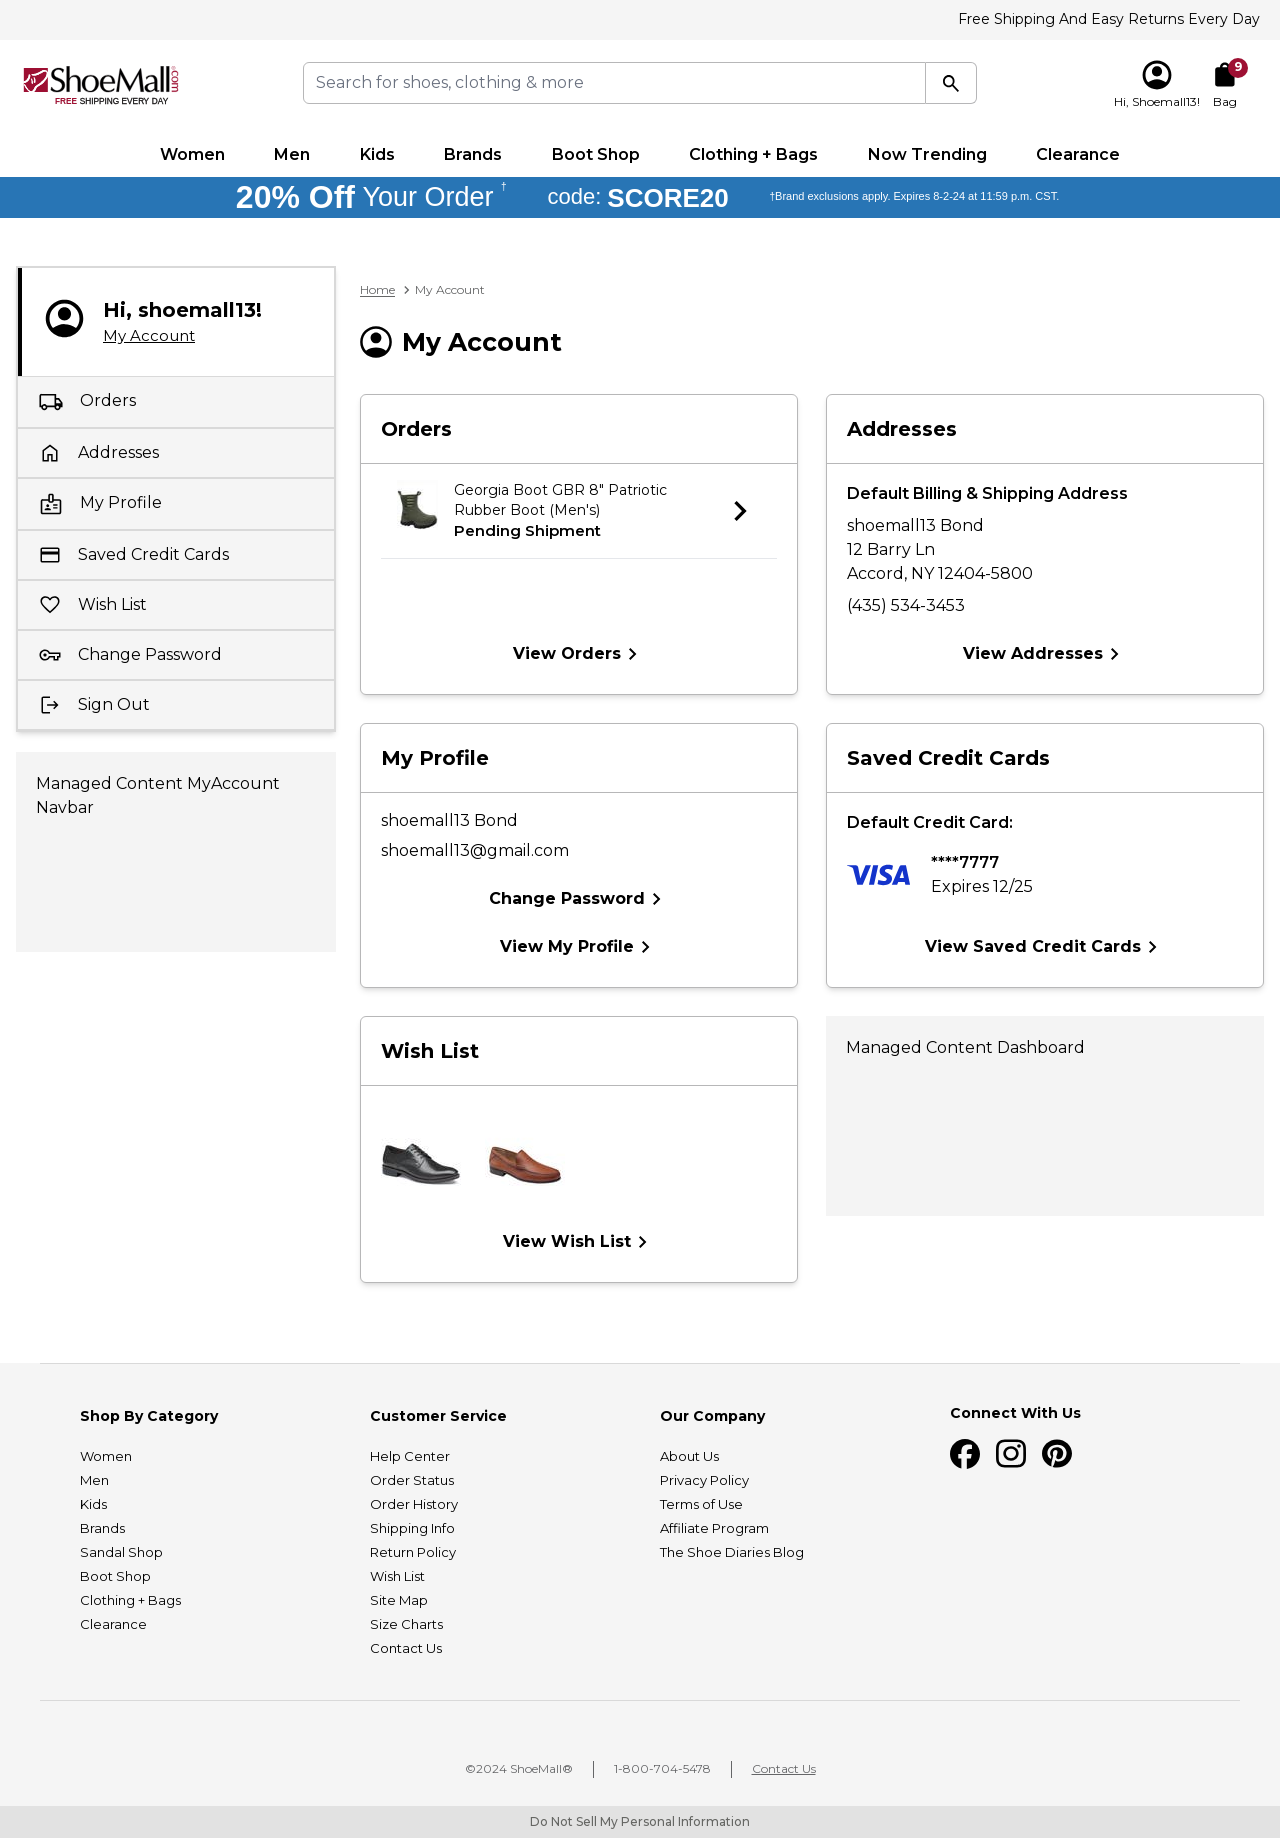 Free Shipping And Easy Returns Every Day
ShoeMall.com
FREE SHIPPING EVERY DAY
Search for shoes, clothing & more
Hi, Shoemall13!
9
Bag
Women Men Kids Brands Boot Shop Clothing + Bags Now Trending Clearance
20% Off Your Order † code: SCORE20 †Brand exclusions apply. Expires 8-2-24 at 11:59 p.m. CST.
Hi, shoemall13!
My Account
Orders
Addresses
My Profile
Saved Credit Cards
Wish List
Change Password
Sign Out
Managed Content MyAccount
Navbar
Home > My Account
My Account
Orders
Georgia Boot GBR 8" Patriotic
Rubber Boot (Men's)
Pending Shipment
View Orders
Addresses
Default Billing & Shipping Address
shoemall13 Bond
12 Barry Ln
Accord, NY 12404-5800
(435) 534-3453
View Addresses
My Profile
shoemall13 Bond
shoemall13@gmail.com
Change Password
View My Profile
Saved Credit Cards
Default Credit Card:
VISA
****7777
Expires 12/25
View Saved Credit Cards
Wish List
View Wish List
Managed Content Dashboard
Shop By Category
Women
Men
Kids
Brands
Sandal Shop
Boot Shop
Clothing + Bags
Clearance
Customer Service
Help Center
Order Status
Order History
Shipping Info
Return Policy
Wish List
Site Map
Size Charts
Contact Us
Our Company
About Us
Privacy Policy
Terms of Use
Affiliate Program
The Shoe Diaries Blog
Connect With Us
©2024 ShoeMall® | 1-800-704-5478 | Contact Us
Do Not Sell My Personal Information